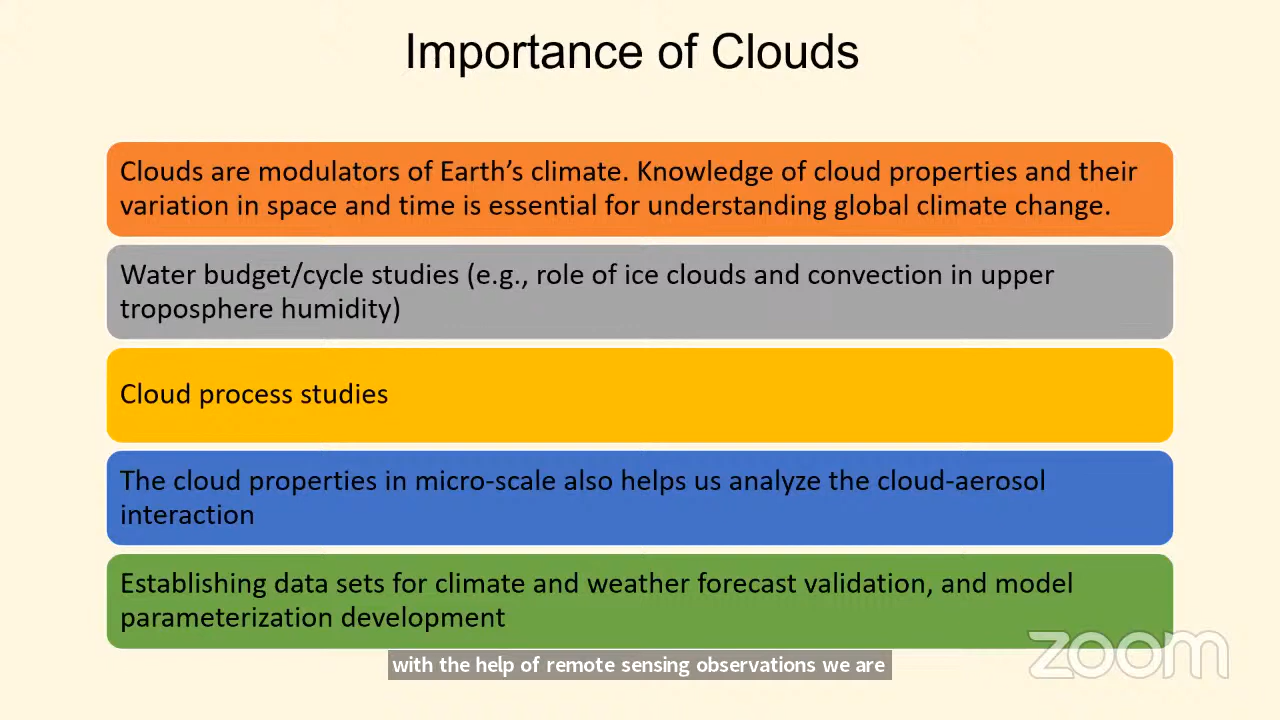 Importance of Clouds
Clouds are modulators of Earth’s climate. Knowledge of cloud properties and their
variation in space and time is essential for understanding global climate change.
Water budget/cycle studies (e.g., role of ice clouds and convection in upper
troposphere humidity)
Cloud process studies
The cloud properties in micro-scale also helps us analyze the cloud-aerosol
interaction
Establishing data sets for climate and weather forecast validation, and model
parameterization development
zoom
with the help of remote sensing observations we are